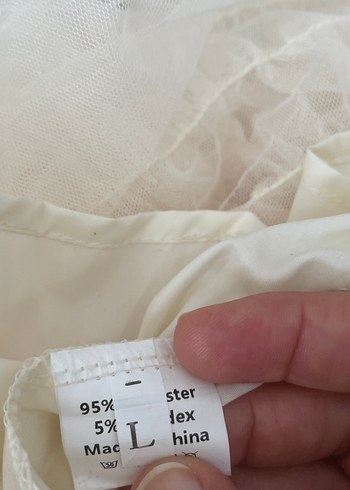 95% ster
5% dex
Mad hina
L